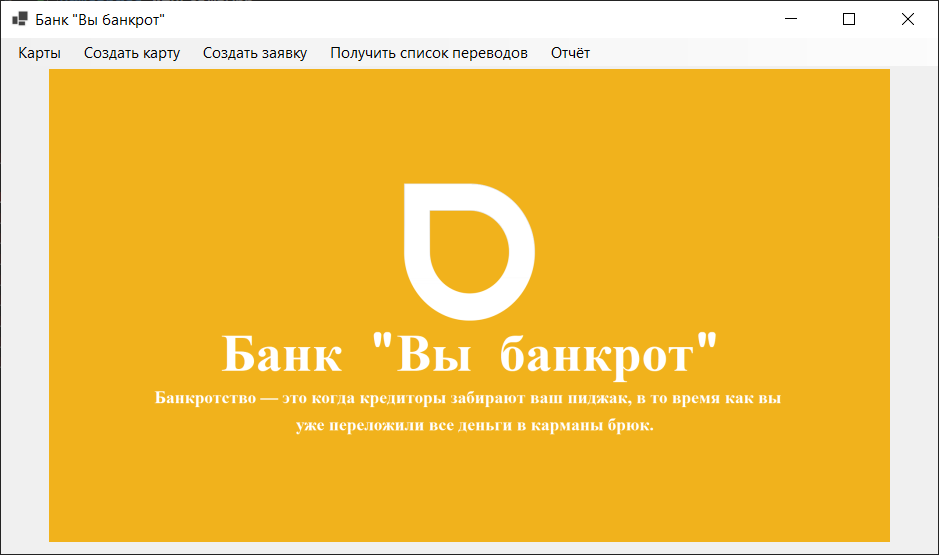 Банк "Вы банкрот"
Карты Создать карту Создать заявку Получить список переводов Отчёт
Банк "Вы банкрот"
Банкротство — это когда кредиторы забирают ваш пиджак, в то время как вы
уже переложили все деньги в карманы брюк.